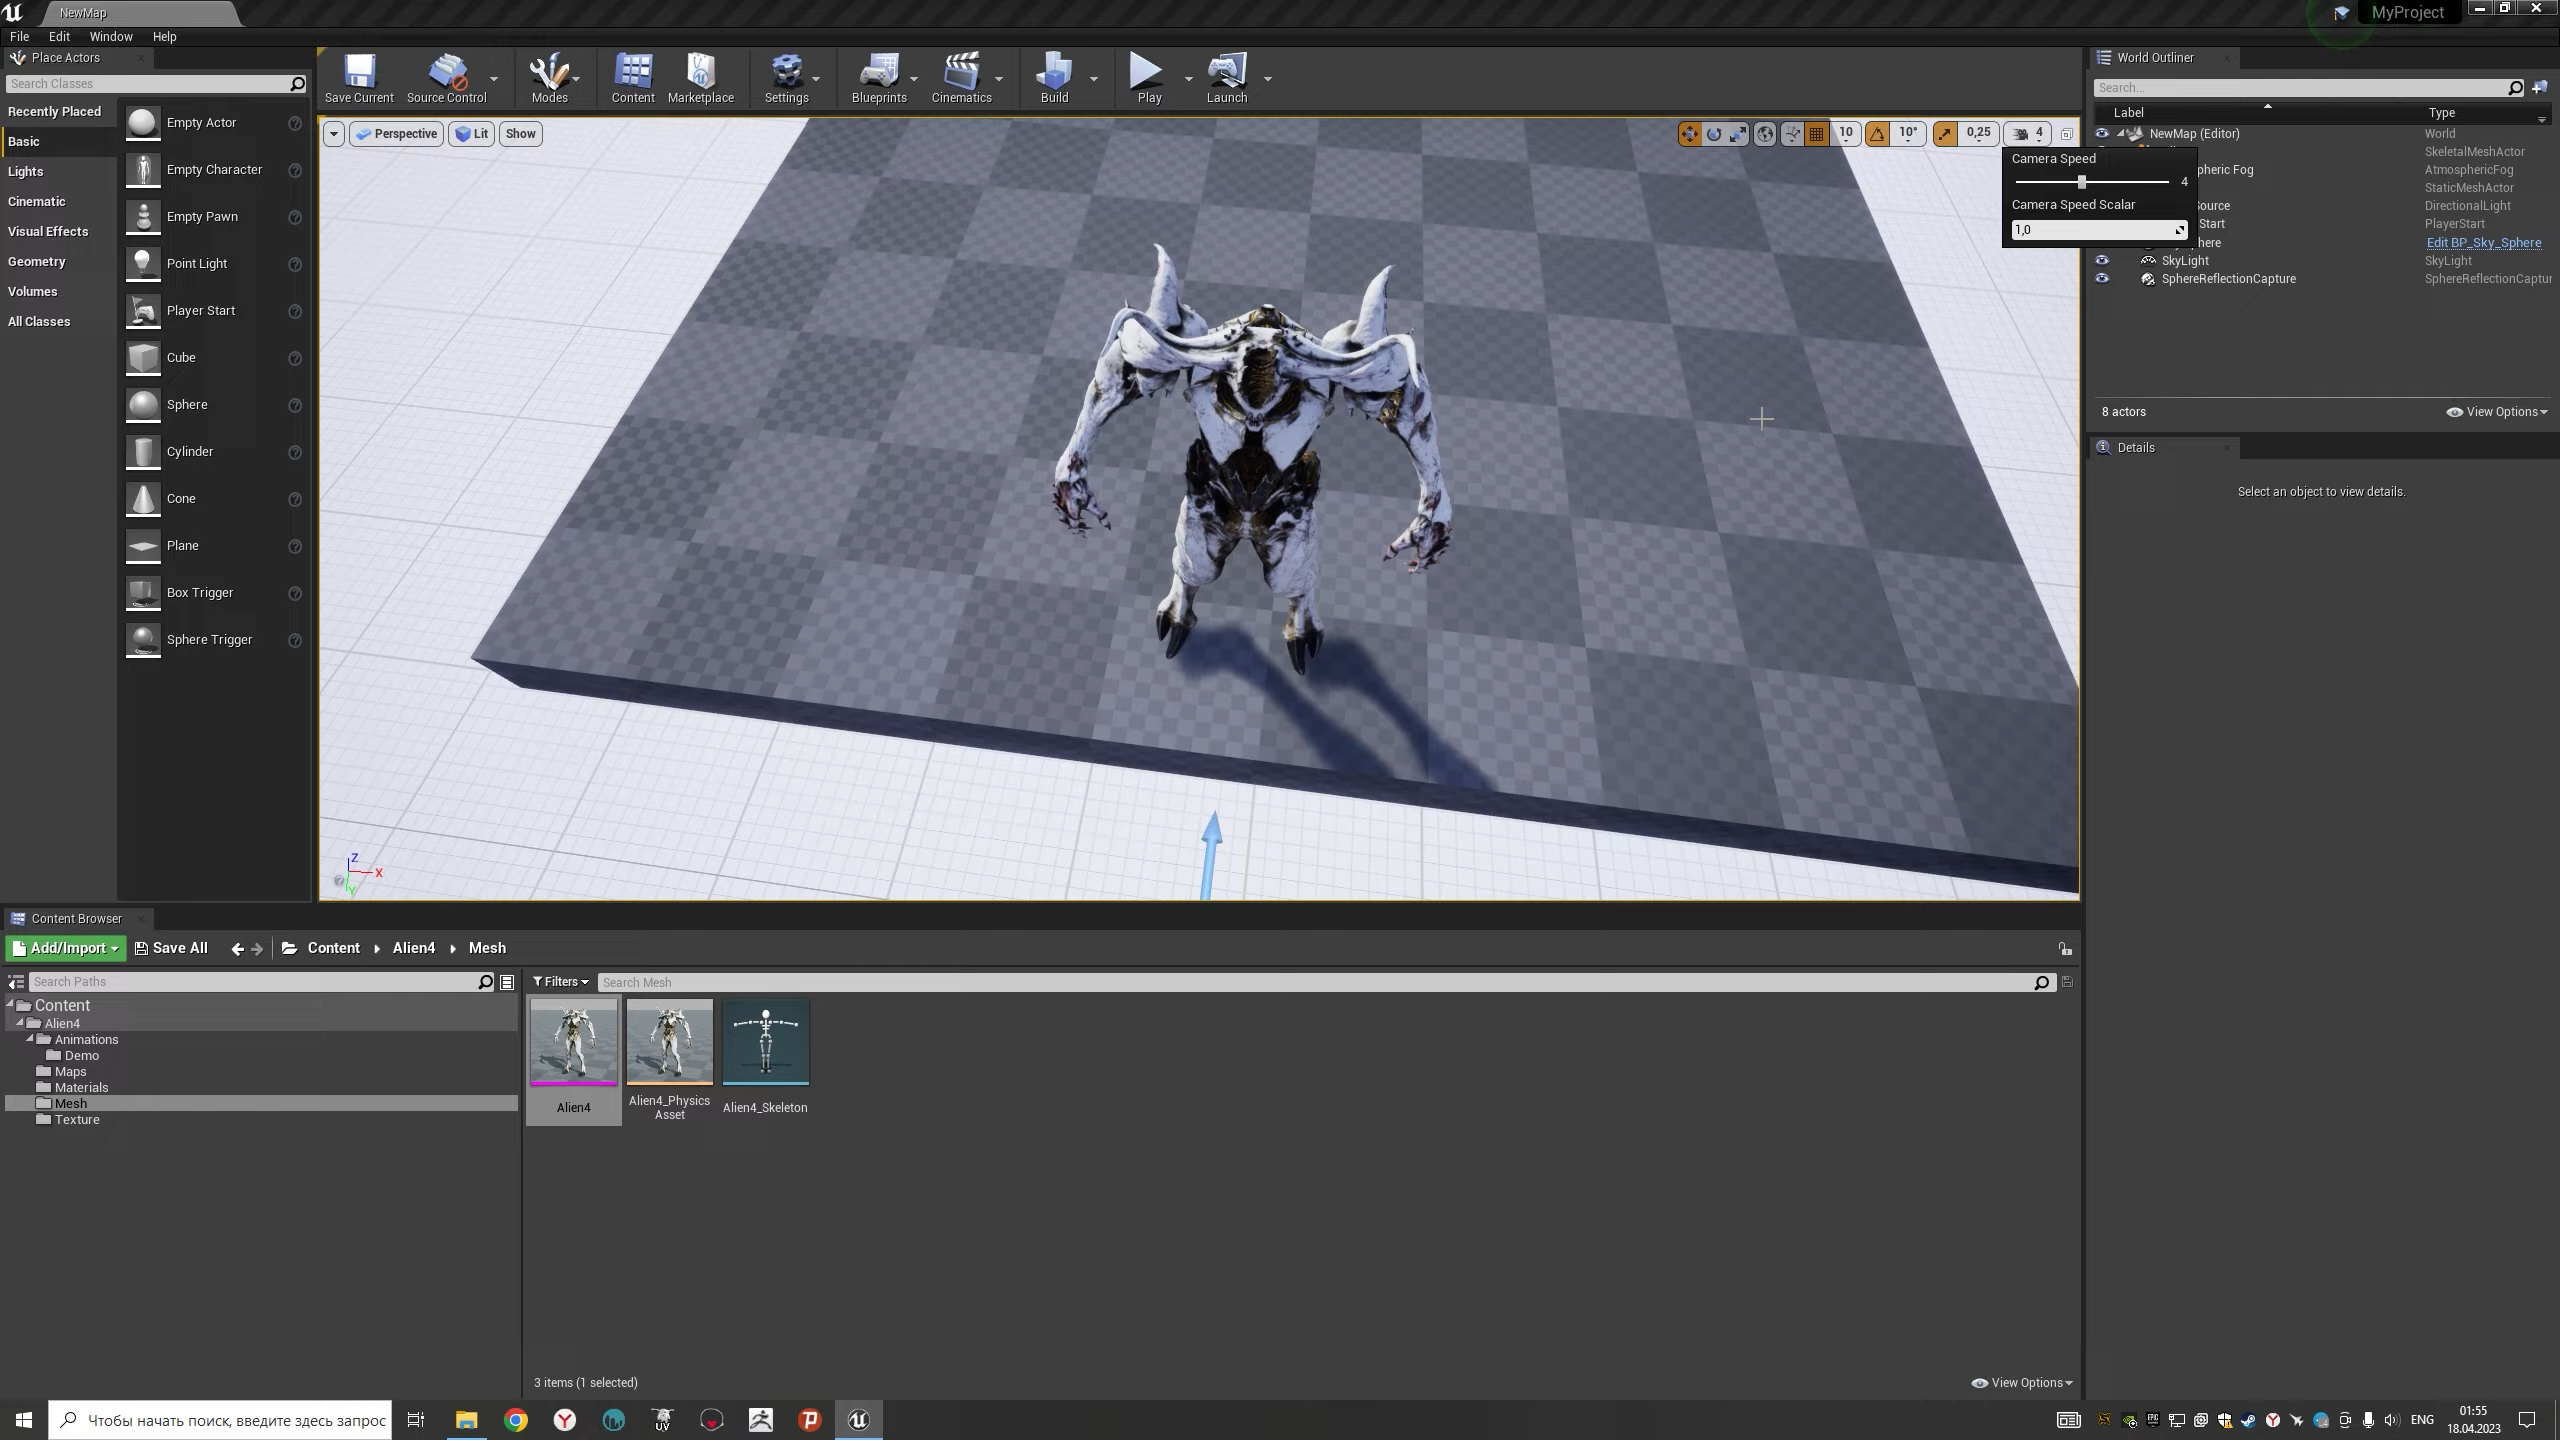 NewMap
MyProject
File Edit Window Help
Place Actors
Search Classes
Recently Placed
Basic
Lights
Cinematic
Visual Effects
Geometry
Volumes
All Classes
Empty Actor
Empty Character
Empty Pawn
Point Light
Player Start
Cube
Sphere
Cylinder
Cone
Plane
Box Trigger
Sphere Trigger
Save Current Source Control Modes Content Marketplace Settings Blueprints Cinematics Build Play Launch
Perspective Lit Show
10 10° 0,25 4
Camera Speed
4
Camera Speed Scalar
1,0
Z
X
Y
World Outliner
Search...
Label Type
NewMap (Editor) World
SkeletalMeshActor
pheric Fog AtmosphericFog
StaticMeshActor
Source DirectionalLight
Start PlayerStart
phere Edit BP_Sky_Sphere
SkyLight SkyLight
SphereReflectionCapture SphereReflectionCaptur
8 actors View Options
Details
Select an object to view details.
Content Browser
Add/Import Save All Content Alien4 Mesh
Search Paths
Content
Alien4
Animations
Demo
Maps
Materials
Mesh
Texture
Filters Search Mesh
Alien4
Alien4_Physics
Asset
Alien4_Skeleton
3 items (1 selected) View Options
Чтобы начать поиск, введите здесь запрос
UV
ENG
01:55
18.04.2023